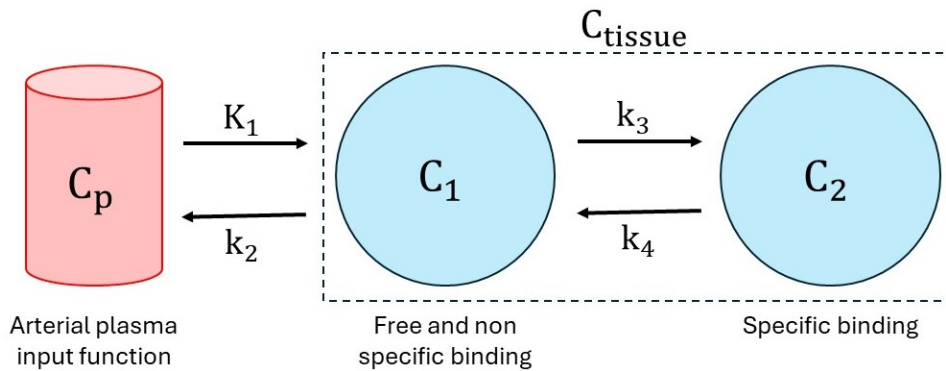 C_tissue
K_1
k_3
C_p
C_1
C_2
k_2
k_4
Arterial plasma
input function
Free and non
specific binding
Specific binding